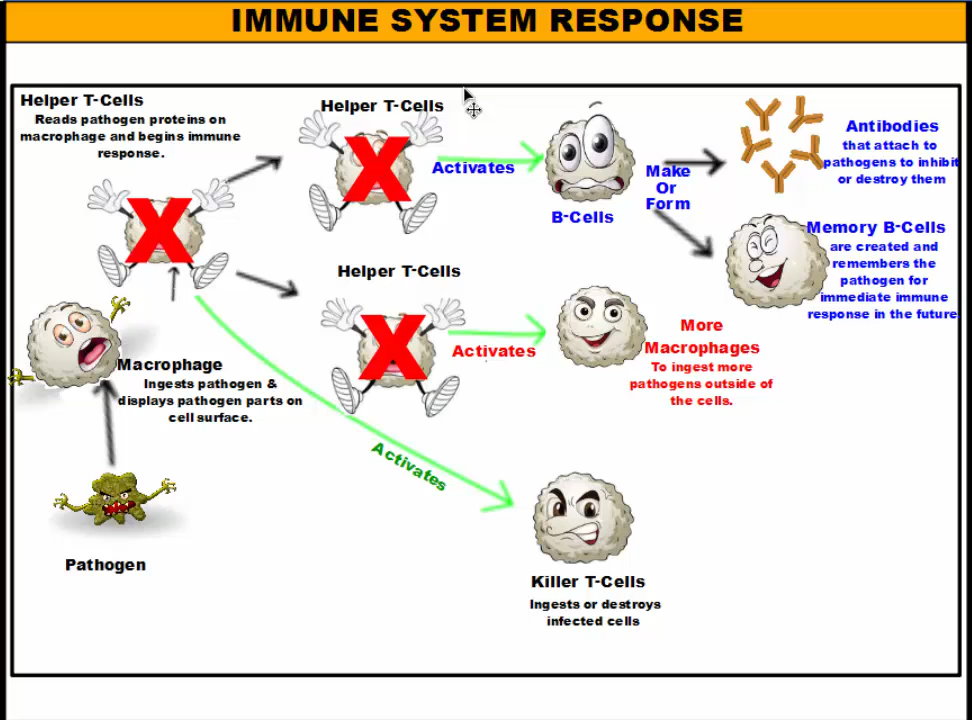 IMMUNE SYSTEM RESPONSE
Helper T-Cells
Reads pathogen proteins on
macrophage and begins immune
response.
Helper T-Cells
Activates
B-Cells
Make
Or
Form
Antibodies
that attach to
pathogens to inhibit
or destroy them
Memory B-Cells
are created and
remembers the
pathogen for
immediate immune
response in the future
Helper T-Cells
Activates
More
Macrophages
To ingest more
pathogens outside of
the cells.
Macrophage
Ingests pathogen &
displays pathogen parts on
cell surface.
Activates
Pathogen
Killer T-Cells
Ingests or destroys
infected cells